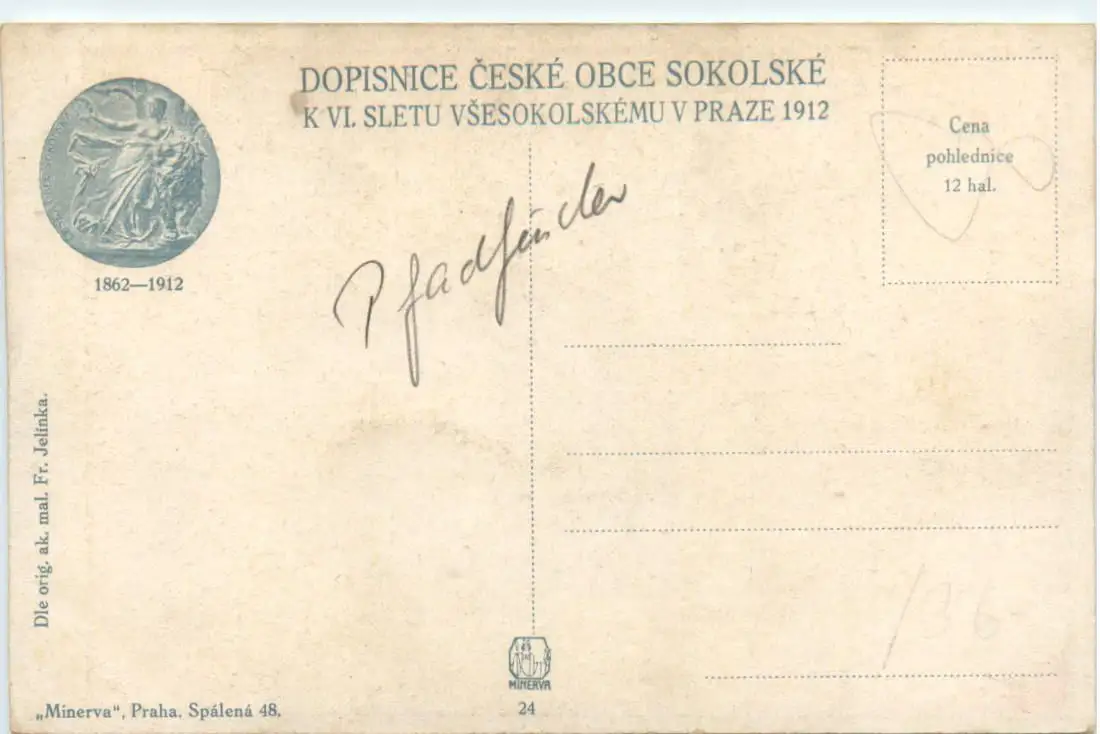 DOPISNICE ČESKÉ OBCE SOKOLSKÉ
K VI. SLETU VŠESOKOLSKÉMU V PRAZE 1912
Cena
pohlednice
12 hal.
1862—1912
Pfadfinder
Dle orig. ak. mal. Fr. Jelínka.
MINERVA
„Minerva“, Praha, Spálená 48.
24